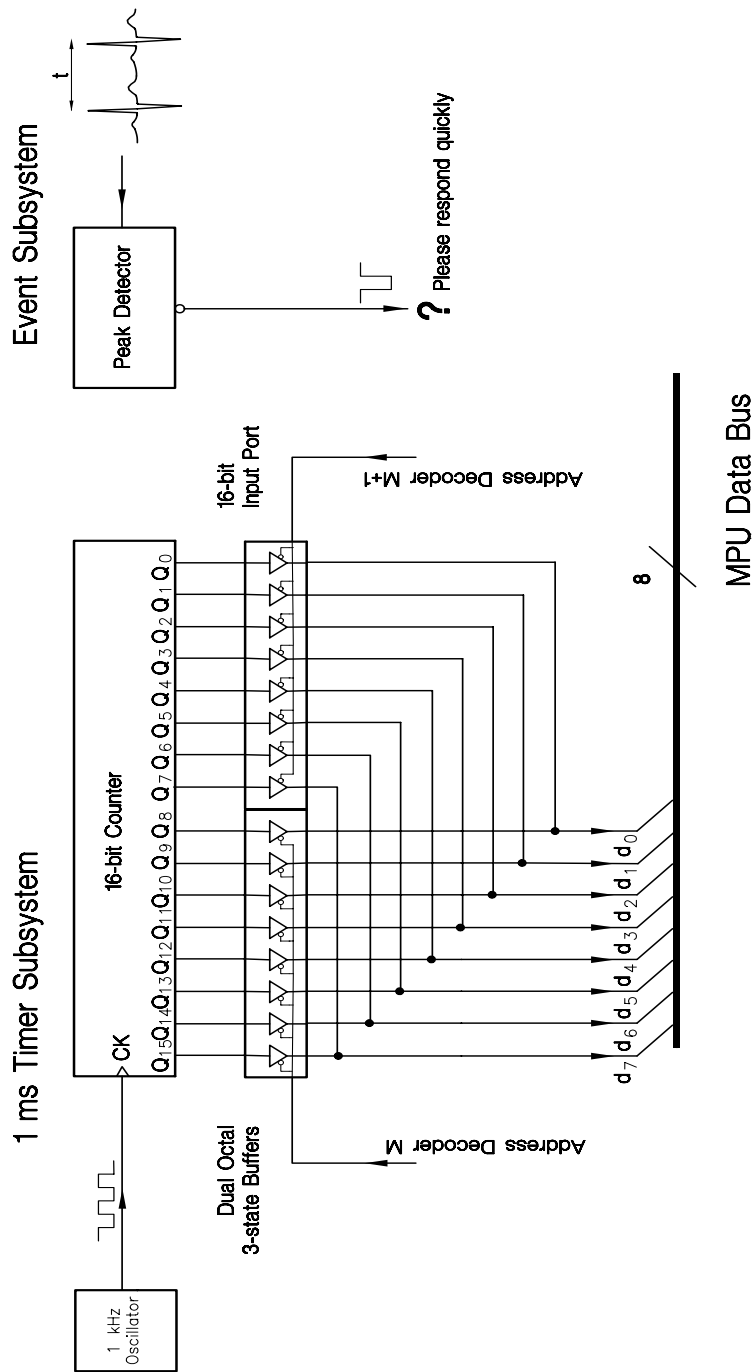 1 ms Timer Subsystem
Event Subsystem
1 kHz
Oscillator
CK
16-bit Counter
Q15 Q14 Q13 Q12 Q11 Q10 Q9 Q8 Q7 Q6 Q5 Q4 Q3 Q2 Q1 Q0
Peak Detector
t
Dual Octal
3-state Buffers
16-bit
Input Port
Address Decoder M
Address Decoder M+1
? Please respond quickly
d7 d6 d5 d4 d3 d2 d1 d0
8
MPU Data Bus